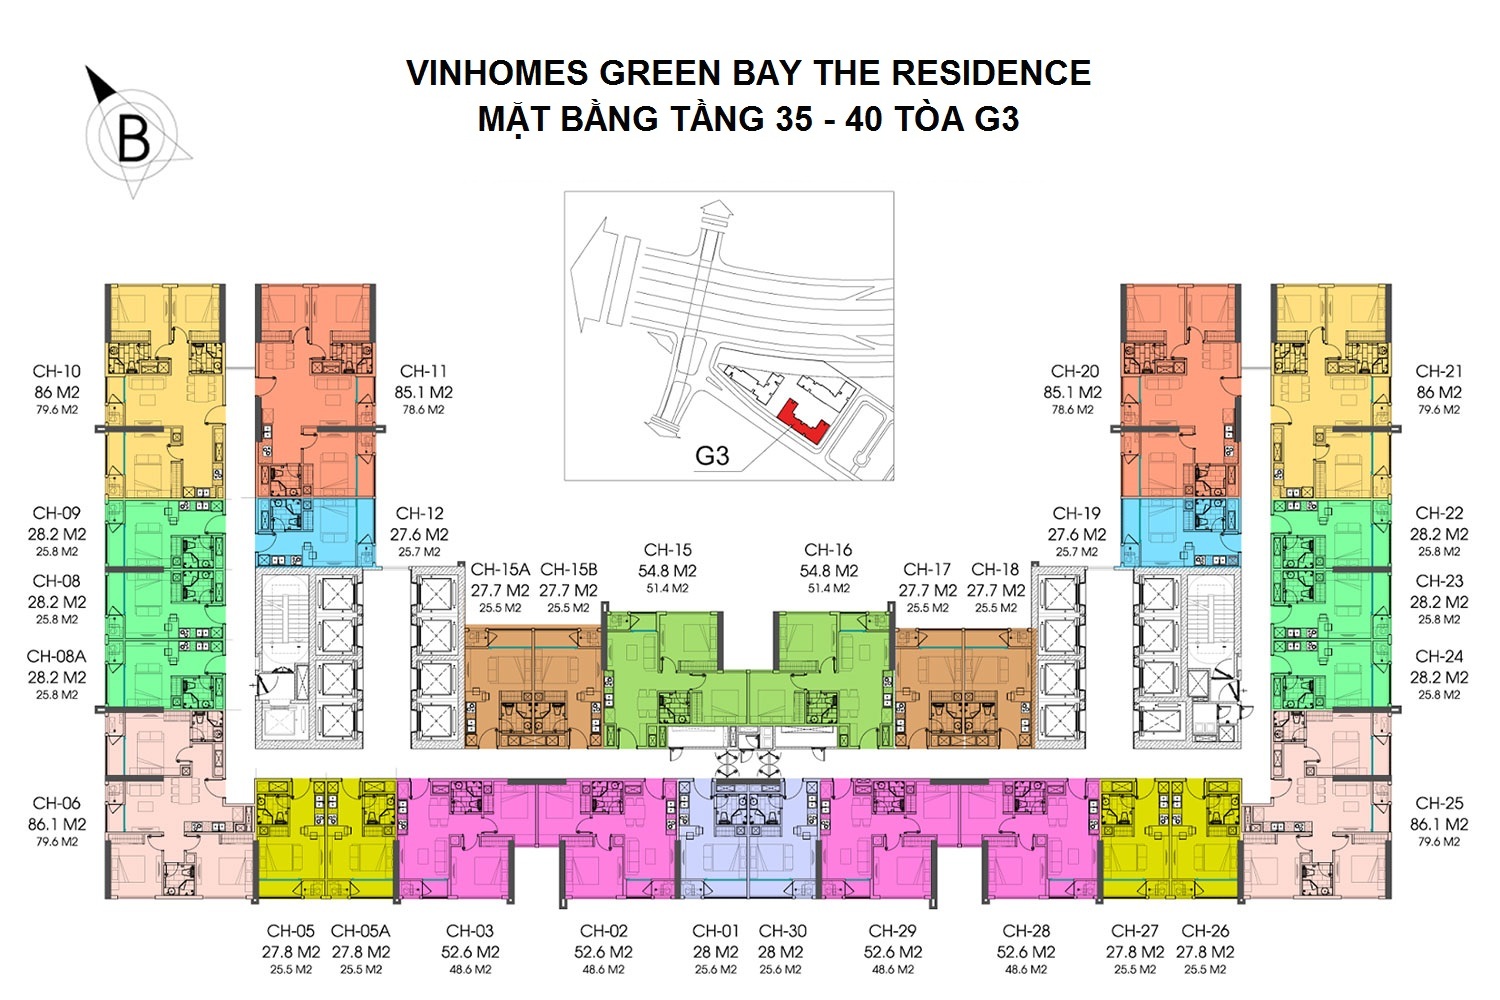 VINHOMES GREEN BAY THE RESIDENCE
MẶT BẰNG TẦNG 35 - 40 TÒA G3
B
G3
CH-10
86 M2
79.6 M2
CH-11
85.1 M2
78.6 M2
CH-20
85.1 M2
78.6 M2
CH-21
86 M2
79.6 M2
CH-09
28.2 M2
25.8 M2
CH-12
27.6 M2
25.7 M2
CH-19
27.6 M2
25.7 M2
CH-22
28.2 M2
25.8 M2
CH-08
28.2 M2
25.8 M2
CH-15A
27.7 M2
25.5 M2
CH-15B
27.7 M2
25.5 M2
CH-15
54.8 M2
51.4 M2
CH-16
54.8 M2
51.4 M2
CH-17
27.7 M2
25.5 M2
CH-18
27.7 M2
25.5 M2
CH-23
28.2 M2
25.8 M2
CH-08A
28.2 M2
25.8 M2
CH-24
28.2 M2
25.8 M2
CH-06
86.1 M2
79.6 M2
CH-25
86.1 M2
79.6 M2
CH-05
27.8 M2
25.5 M2
CH-05A
27.8 M2
25.5 M2
CH-03
52.6 M2
48.6 M2
CH-02
52.6 M2
48.6 M2
CH-01
28 M2
25.6 M2
CH-30
28 M2
25.6 M2
CH-29
52.6 M2
48.6 M2
CH-28
52.6 M2
48.6 M2
CH-27
27.8 M2
25.5 M2
CH-26
27.8 M2
25.5 M2